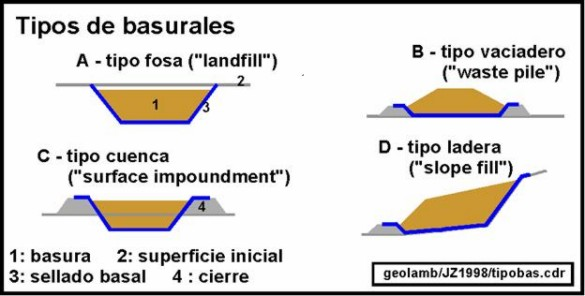 Tipos de basurales
A - tipo fosa ("landfill")
2
1
3
B - tipo vaciadero
("waste pile")
C - tipo cuenca
("surface impoundment")
4
D - tipo ladera
("slope fill")
1: basura 2: superficie inicial
3: sellado basal 4 : cierre
geolamb/JZ1998/tipobas.cdr